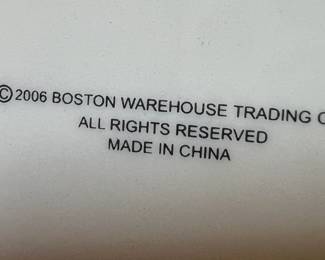 ©2006 BOSTON WAREHOUSE TRADING C
ALL RIGHTS RESERVED
MADE IN CHINA